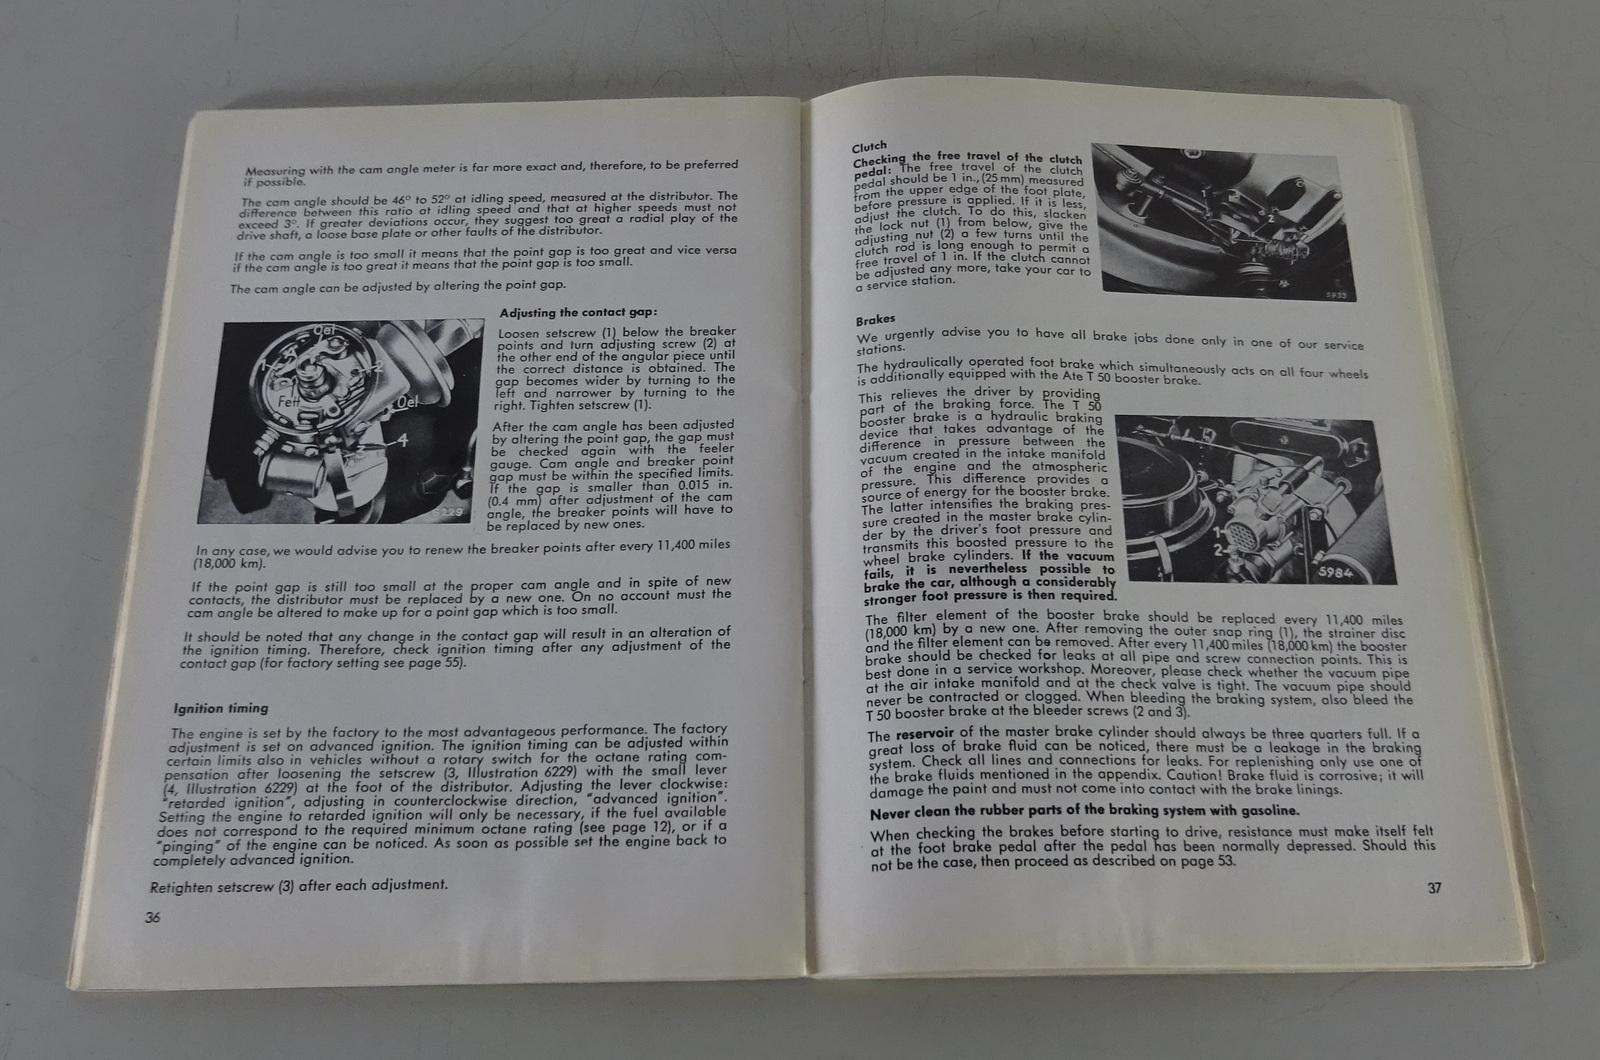 Measuring with the cam angle meter is far more exact and, therefore, to be preferred
if possible.
The cam angle should be 46° to 52° at idling speed, measured at the distributor. The
difference between this ratio at idling speed and that at higher speeds must not
exceed 3°. If greater deviations occur, they suggest too great a radial play of the
drive shaft, a loose base plate or other faults of the distributor.
If the cam angle is too small it means that the point gap is too great and vice versa
if the cam angle is too great it means that the point gap is too small.
The cam angle can be adjusted by altering the point gap.
Oel
1
2
Fett
Oel
4
3
6229
Adjusting the contact gap:
Loosen setscrew (1) below the breaker
points and turn adjusting screw (2) at
the other end of the angular piece until
the correct distance is obtained. The
gap becomes wider by turning to the
left and narrower by turning to the
right. Tighten setscrew (1).
After the cam angle has been adjusted
by altering the point gap, the gap must
be checked again with the feeler
gauge. Cam angle and breaker point
gap must be within the specified limits.
If the gap is smaller than 0.015 in.
(0.4 mm) after adjustment of the cam
angle, the breaker points will have to
be replaced by new ones.
In any case, we would advise you to renew the breaker points after every 11,400 miles
(18,000 km).
If the point gap is still too small at the proper cam angle and in spite of new
contacts, the distributor must be replaced by a new one. On no account must the
cam angle be altered to make up for a point gap which is too small.
It should be noted that any change in the contact gap will result in an alteration of
the ignition timing. Therefore, check ignition timing after any adjustment of the
contact gap (for factory setting see page 55).
Ignition timing
The engine is set by the factory to the most advantageous performance. The factory
adjustment is set on advanced ignition. The ignition timing can be adjusted within
certain limits also in vehicles without a rotary switch for the octane rating com-
pensation after loosening the setscrew (3, Illustration 6229) with the small lever
(4, Illustration 6229) at the foot of the distributor. Adjusting the lever clockwise:
"retarded ignition", adjusting in counterclockwise direction, "advanced ignition".
Setting the engine to retarded ignition will only be necessary, if the fuel available
does not correspond to the required minimum octane rating (see page 12), or if a
"pinging" of the engine can be noticed. As soon as possible set the engine back to
completely advanced ignition.
Retighten setscrew (3) after each adjustment.
36
Clutch
Checking the free travel of the clutch
pedal: The free travel of the clutch
pedal should be 1 in., (25 mm) measured
from the upper edge of the foot plate,
before pressure is applied. If it is less,
adjust the clutch. To do this, slacken
the lock nut (1) from below, give the
adjusting nut (2) a few turns until the
clutch rod is long enough to permit a
free travel of 1 in. If the clutch cannot
be adjusted any more, take your car to
a service station.
1
2
5935
Brakes
We urgently advise you to have all brake jobs done only in one of our service
stations.
The hydraulically operated foot brake which simultaneously acts on all four wheels
is additionally equipped with the Ate T 50 booster brake.
This relieves the driver by providing
part of the braking force. The T 50
booster brake is a hydraulic braking
device that takes advantage of the
difference in pressure between the
vacuum created in the intake manifold
of the engine and the atmospheric
pressure. This difference provides a
source of energy for the booster brake.
The latter intensifies the braking pres-
sure created in the master brake cylin-
der by the driver's foot pressure and
transmits this boosted pressure to the
wheel brake cylinders. If the vacuum
fails, it is nevertheless possible to
brake the car, although a considerably
stronger foot pressure is then required.
3
1
2
5984
The filter element of the booster brake should be replaced every 11,400 miles
(18,000 km) by a new one. After removing the outer snap ring (1), the strainer disc
and the filter element can be removed. After every 11,400 miles (18,000 km) the booster
brake should be checked for leaks at all pipe and screw connection points. This is
best done in a service workshop. Moreover, please check whether the vacuum pipe
at the air intake manifold and at the check valve is tight. The vacuum pipe should
never be contracted or clogged. When bleeding the braking system, also bleed the
T 50 booster brake at the bleeder screws (2 and 3).
The reservoir of the master brake cylinder should always be three quarters full. If a
great loss of brake fluid can be noticed, there must be a leakage in the braking
system. Check all lines and connections for leaks. For replenishing only use one of
the brake fluids mentioned in the appendix. Caution! Brake fluid is corrosive; it will
damage the paint and must not come into contact with the brake linings.
Never clean the rubber parts of the braking system with gasoline.
When checking the brakes before starting to drive, resistance must make itself felt
at the foot brake pedal after the pedal has been normally depressed. Should this
not be the case, then proceed as described on page 53.
37